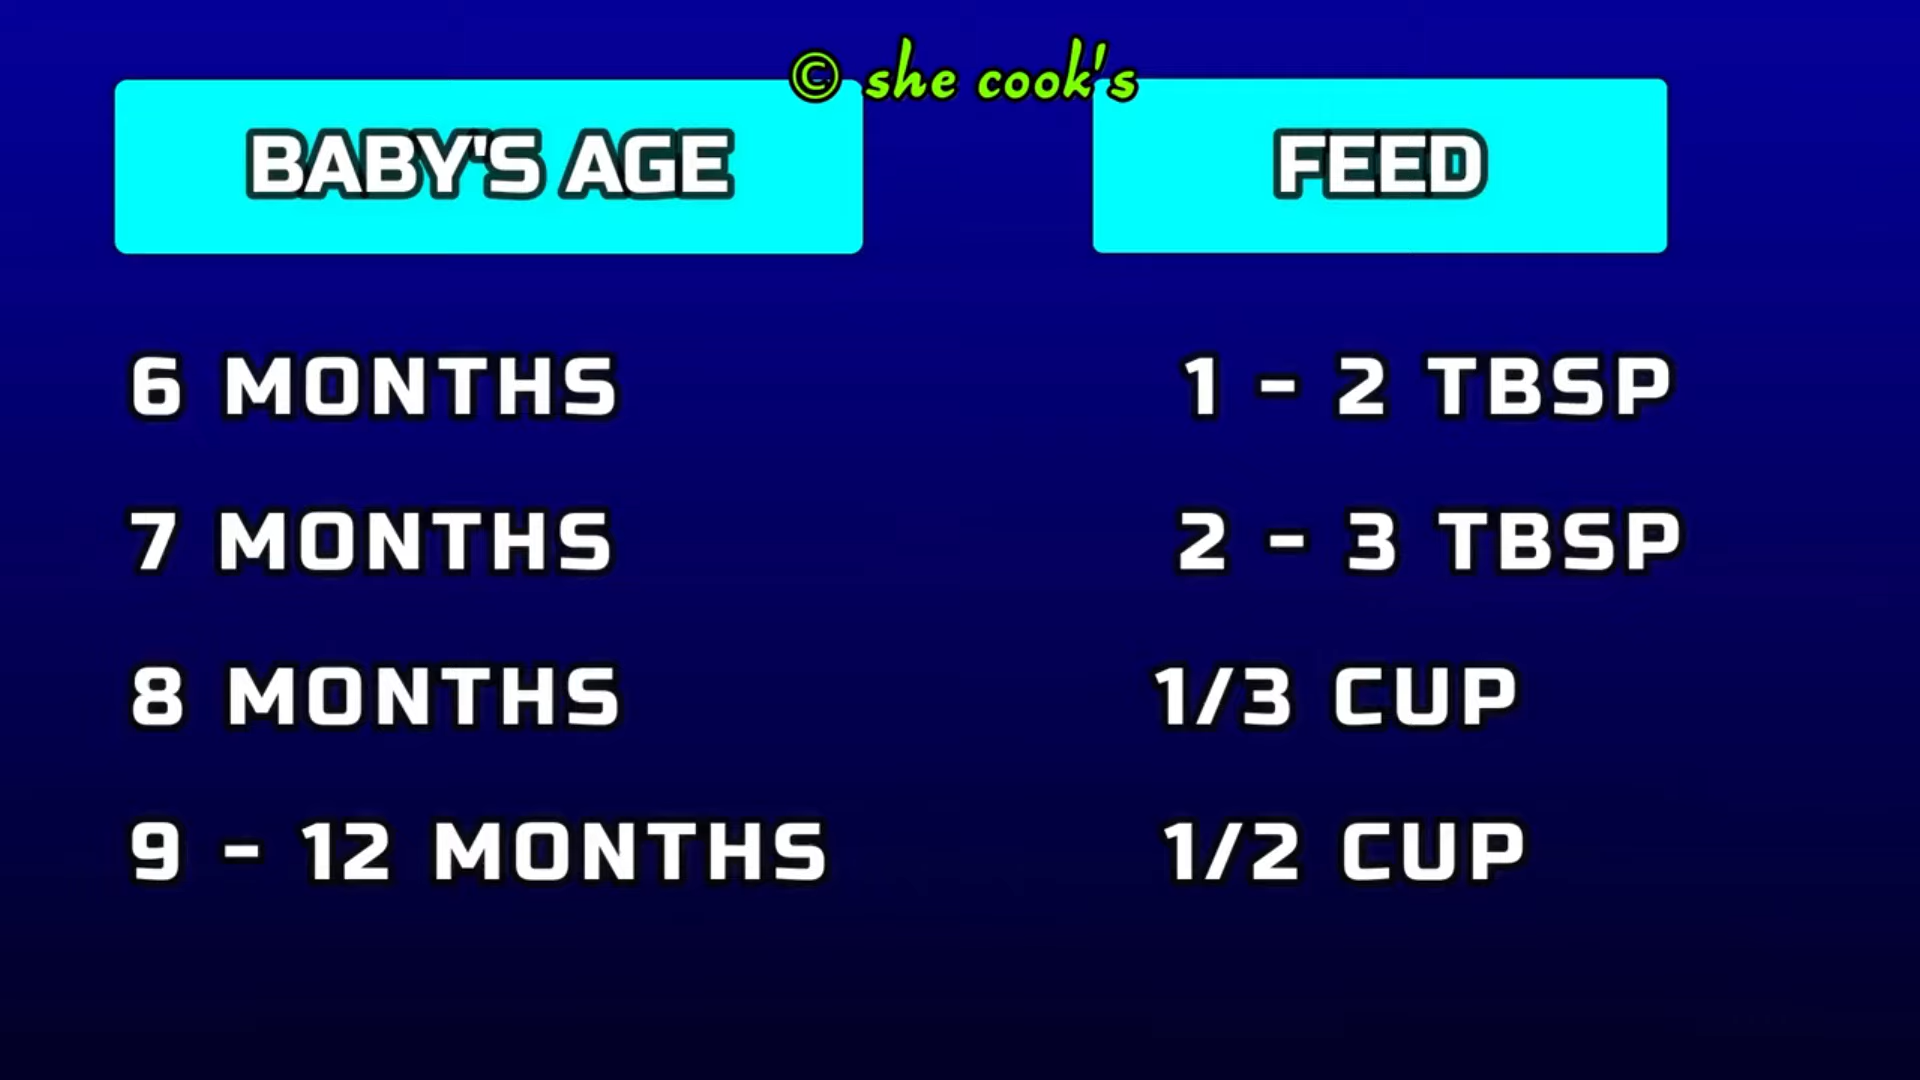 © she cook's
BABY'S AGE FEED
6 MONTHS 1 - 2 TBSP
7 MONTHS 2 - 3 TBSP
8 MONTHS 1/3 CUP
9 - 12 MONTHS 1/2 CUP